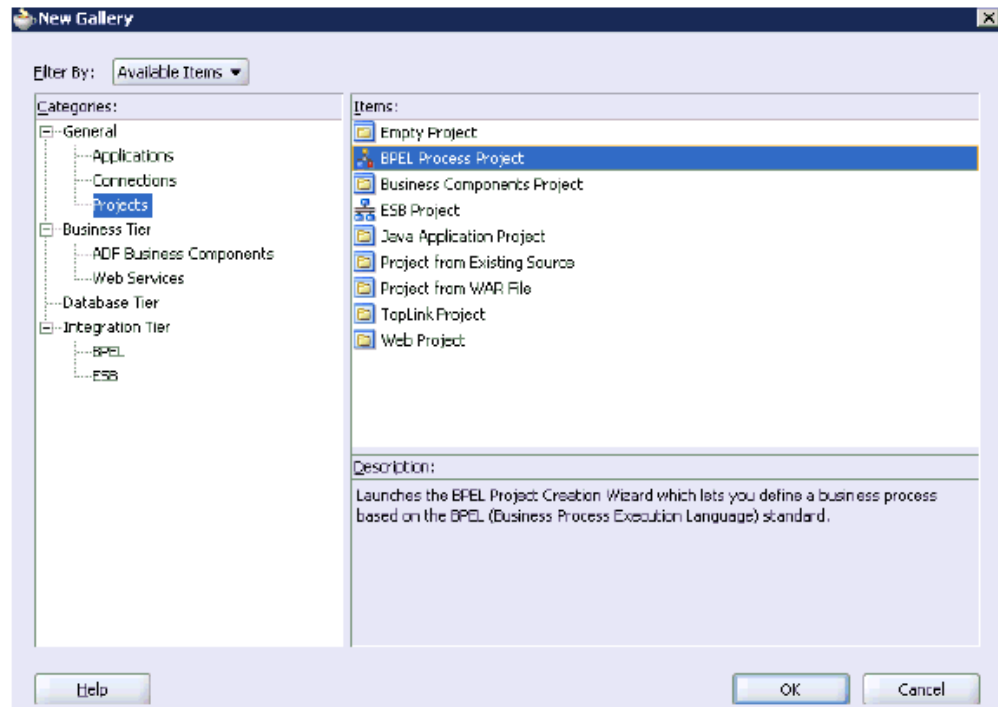 New Gallery
Filter By: Available Items
Categories:
General
Applications
Connections
Projects
Business Tier
ADF Business Components
Web Services
Database Tier
Integration Tier
BPEL
ESB
Items:
Empty Project
BPEL Process Project
Business Components Project
ESB Project
Java Application Project
Project from Existing Source
Project from WAR File
TopLink Project
Web Project
Description:
Launches the BPEL Project Creation Wizard which lets you define a business process
based on the BPEL (Business Process Execution Language) standard.
Help
OK
Cancel